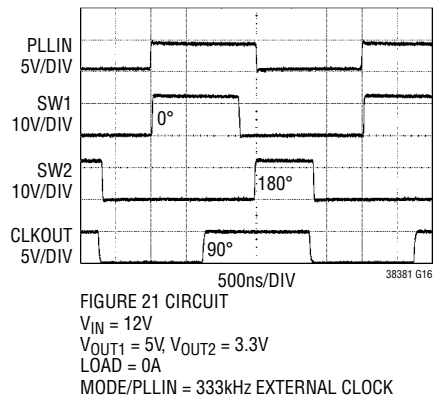 PLLIN
5V/DIV
SW1
10V/DIV
0°
SW2
10V/DIV
180°
CLKOUT
5V/DIV
90°
500ns/DIV
38381 G16
FIGURE 21 CIRCUIT
VIN = 12V
VOUT1 = 5V, VOUT2 = 3.3V
LOAD = 0A
MODE/PLLIN = 333kHz EXTERNAL CLOCK